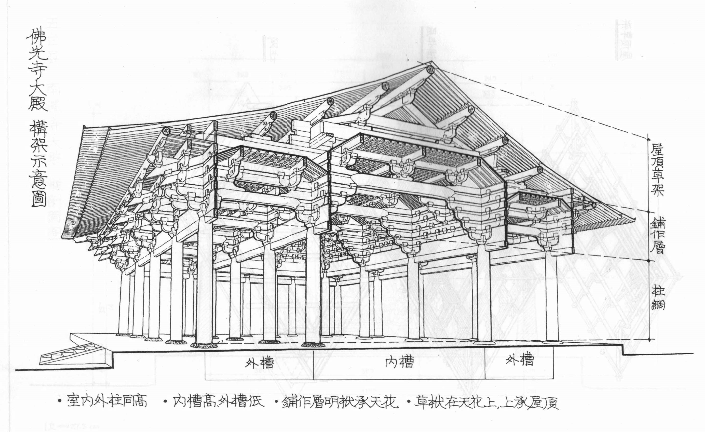 佛光寺大殿 構架示意圖
屋頂草架
鋪作層
柱網
外槽
內槽
外槽
・室內外柱同高 ・內槽高,外槽低 ・鋪作層明栿承天花 ・草栿在天花上,上承屋頂